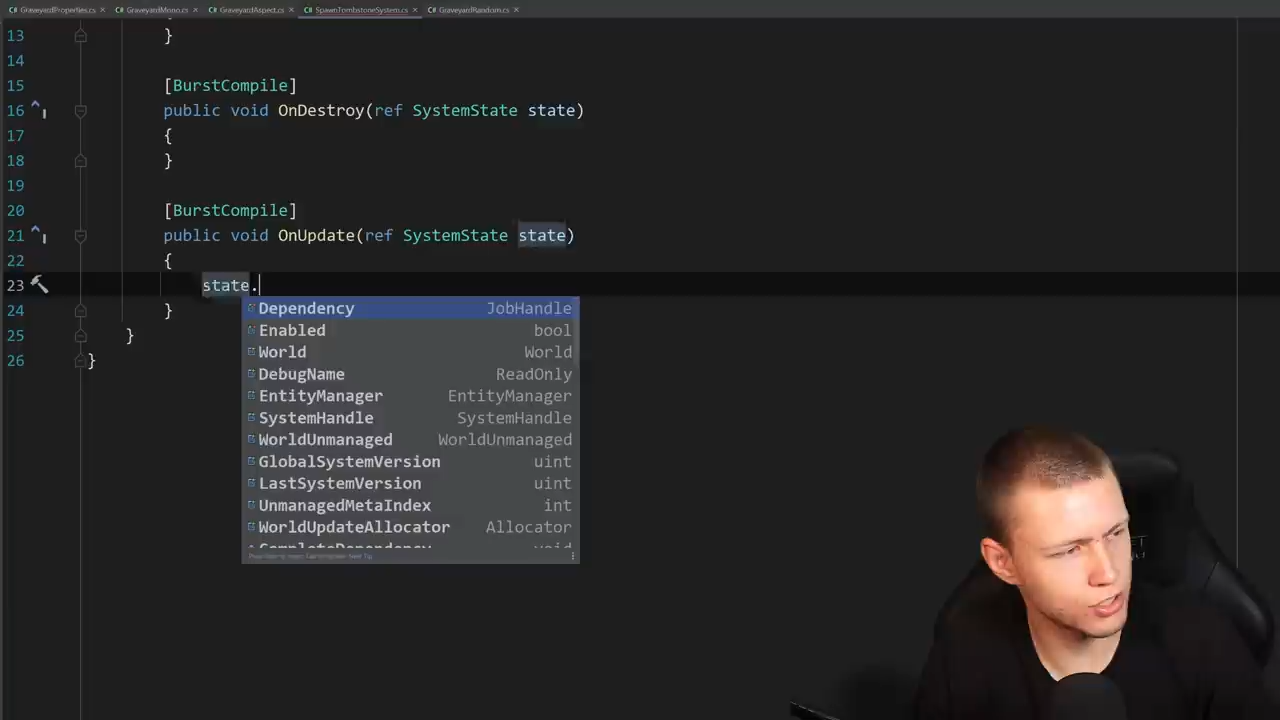 GraveyardProperties.cs × GraveyardMono.cs × GraveyardAspect.cs × SpawnTombstoneSystem.cs × GraveyardRandom.cs ×
13 }
14
15 [BurstCompile]
16 public void OnDestroy(ref SystemState state)
17 {
18 }
19
20 [BurstCompile]
21 public void OnUpdate(ref SystemState state)
22 {
23 state.
Dependency JobHandle
Enabled bool
World World
DebugName ReadOnly
EntityManager EntityManager
SystemHandle SystemHandle
WorldUnmanaged WorldUnmanaged
GlobalSystemVersion uint
LastSystemVersion uint
UnmanagedMetaIndex int
WorldUpdateAllocator Allocator
CompleteDependency void
24 }
25 }
26 }